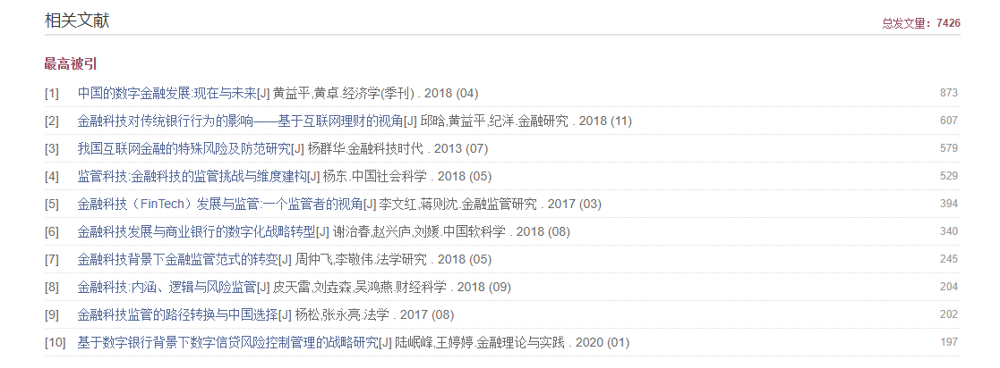 相关文献
总发文量：7426
最高被引
[1] 中国的数字金融发展:现在与未来[J] 黄益平,黄卓.经济学(季刊) . 2018 (04) 873
[2] 金融科技对传统银行行为的影响——基于互联网理财的视角[J] 邱晗,黄益平,纪洋.金融研究 . 2018 (11) 607
[3] 我国互联网金融的特殊风险及防范研究[J] 杨群华.金融科技时代 . 2013 (07) 579
[4] 监管科技:金融科技的监管挑战与维度建构[J] 杨东.中国社会科学 . 2018 (05) 529
[5] 金融科技（FinTech）发展与监管:一个监管者的视角[J] 李文红,蒋则沈.金融监管研究 . 2017 (03) 394
[6] 金融科技发展与商业银行的数字化战略转型[J] 谢治春,赵兴庐,刘媛.中国软科学 . 2018 (08) 340
[7] 金融科技背景下金融监管范式的转变[J] 周仲飞,李敬伟.法学研究 . 2018 (05) 245
[8] 金融科技:内涵、逻辑与风险监管[J] 皮天雷,刘垚森,吴鸿燕.财经科学 . 2018 (09) 204
[9] 金融科技监管的路径转换与中国选择[J] 杨松,张永亮.法学 . 2017 (08) 202
[10] 基于数字银行背景下数字信贷风险控制管理的战略研究[J] 陆岷峰,王婷婷.金融理论与实践 . 2020 (01) 197